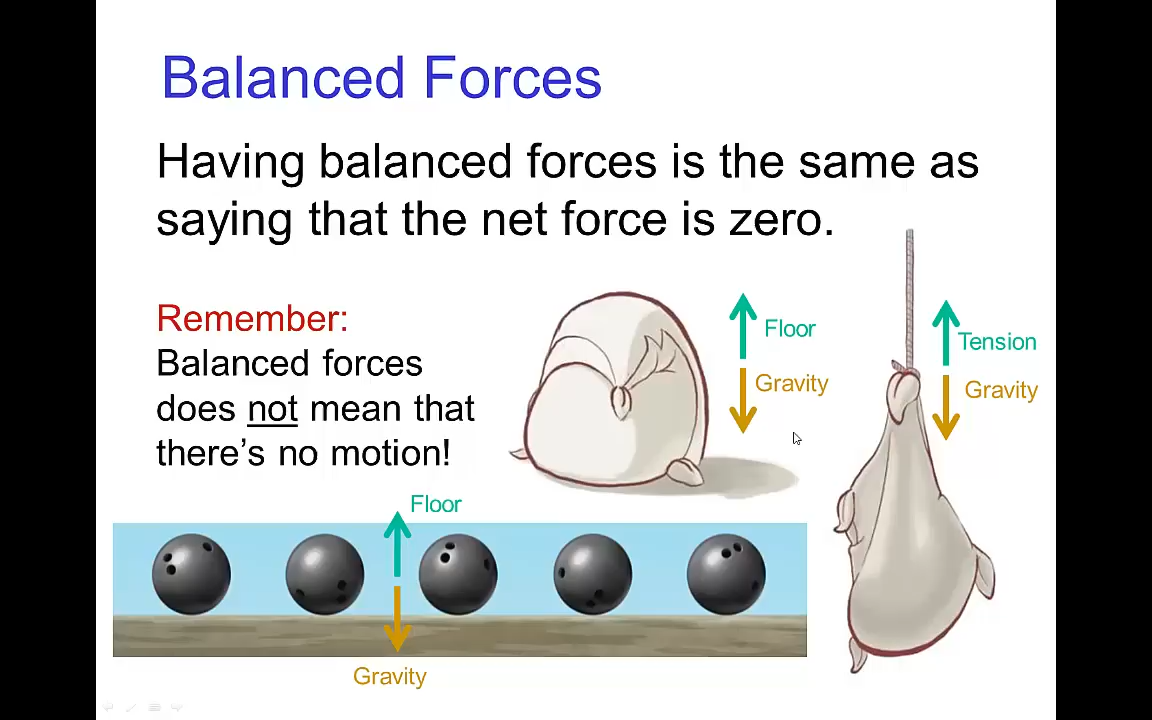 Balanced Forces
Having balanced forces is the same as
saying that the net force is zero.
Remember:
Balanced forces
does not mean that
there’s no motion!
Floor
Gravity
Tension
Gravity
Floor
Gravity